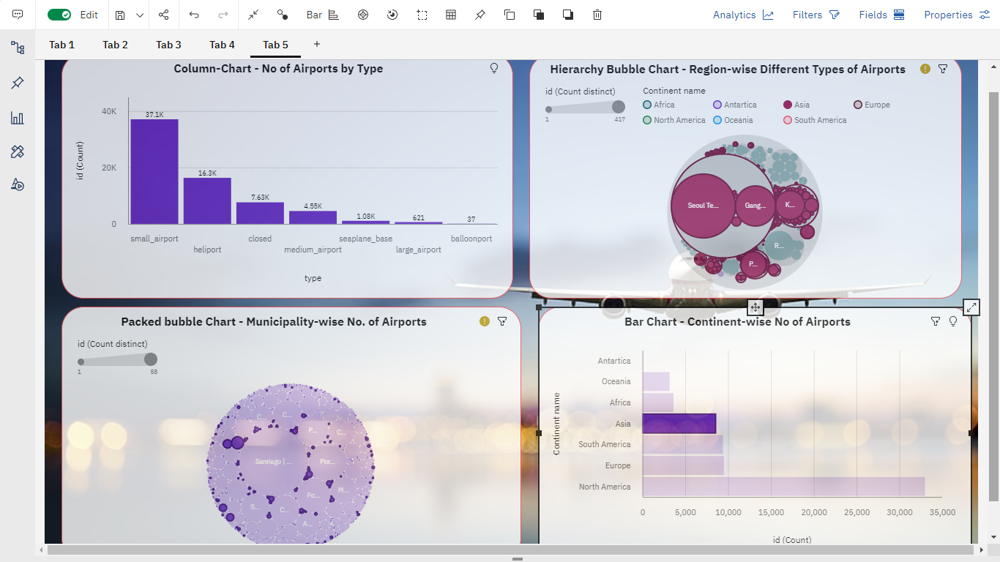 Edit
Bar
Analytics
Filters
Fields
Properties
Tab 1
Tab 2
Tab 3
Tab 4
Tab 5
+
Column-Chart - No of Airports by Type
id (Count)
40K
20K
0
37.1K
16.3K
7.63K
4.55K
1.08K
621
37
small_airport
heliport
closed
medium_airport
seaplane_base
large_airport
balloonport
type
Hierarchy Bubble Chart - Region-wise Different Types of Airports
id (Count distinct)
1
417
Continent name
Africa
Antartica
Asia
Europe
North America
Oceania
South America
Seoul Te...
Gang...
K...
R...
P...
Packed bubble Chart - Municipality-wise No. of Airports
id (Count distinct)
1
68
C...
C...
P...
C...
Santiago | ...
Por...
Fo...
M...
S...
C...
A...
Bar Chart - Continent-wise No of Airports
Continent name
Antartica
Oceania
Africa
Asia
South America
Europe
North America
0
5,000
10,000
15,000
20,000
25,000
30,000
35,000
id (Count)